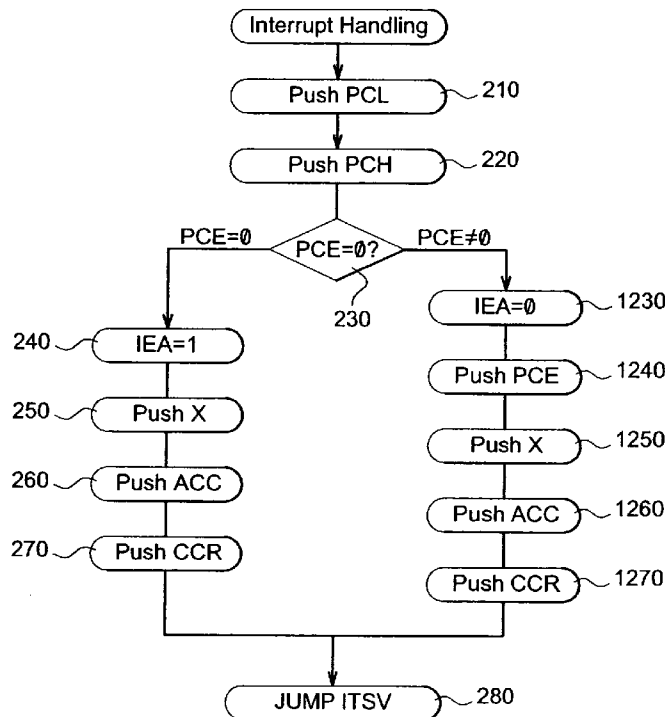 Interrupt Handling
Push PCL
210
Push PCH
220
PCE=0
PCE=0?
PCE≠0
230
IEA=0
1230
240
IEA=1
Push PCE
1240
250
Push X
Push X
1250
260
Push ACC
Push ACC
1260
270
Push CCR
Push CCR
1270
JUMP ITSV
280